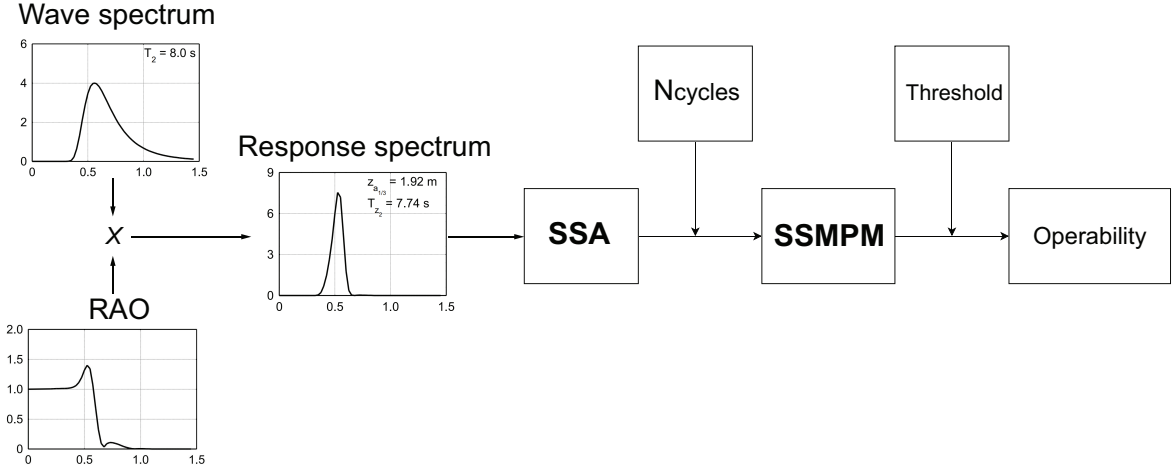 Wave spectrum
6
T2 = 8.0 s
4
2
0
0 0.5 1.0 1.5
X
RAO
2.0
1.5
1.0
0.5
0
0 0.5 1.0 1.5
Response spectrum
9
za1/3 = 1.92 m
Tz2 = 7.74 s
6
3
0
0 0.5 1.0 1.5
SSA
Ncycles
SSMPM
Threshold
Operability